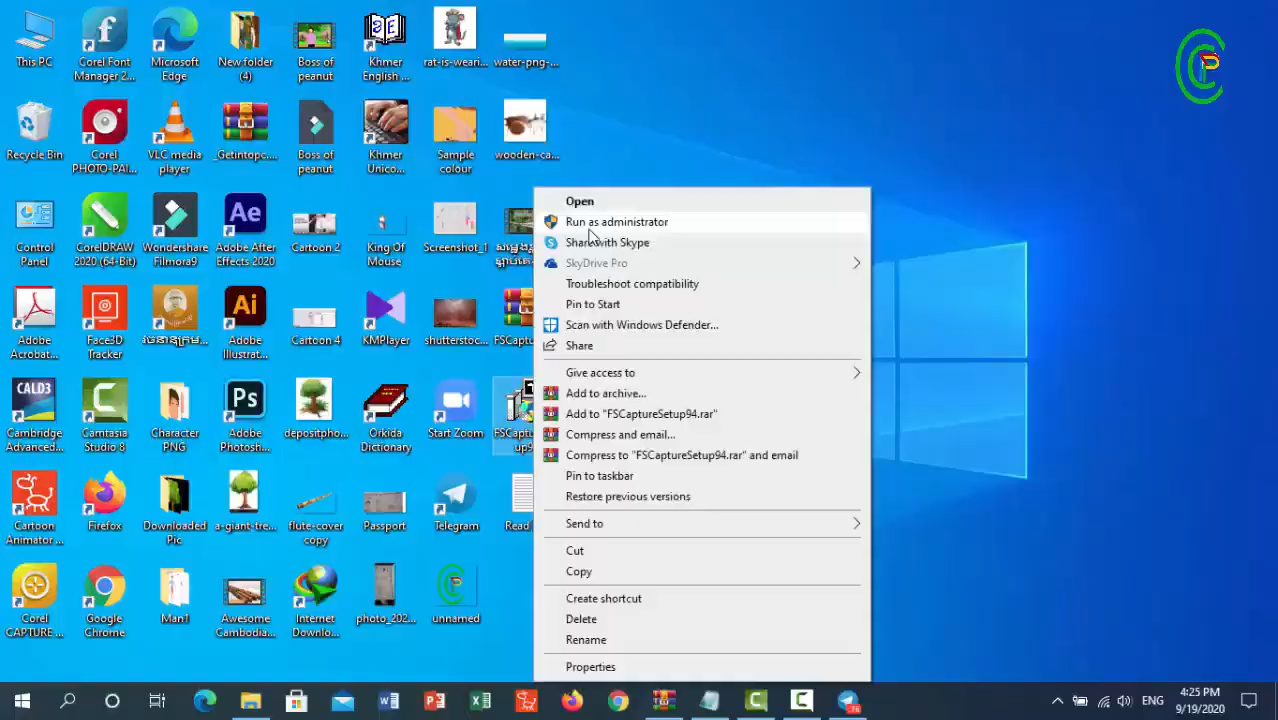 This PC
Corel Font
Manager 2...
Microsoft
Edge
New folder
(4)
Boss of
peanut
Khmer
English ...
rat-is-weari...
water-png-...
Recycle Bin
Corel
PHOTO-PAI...
VLC media
player
_Getintopc....
Boss of
peanut
Khmer
Unico...
Sample
colour
wooden-ca...
Control
Panel
CorelDRAW
2020 (64-Bit)
Wondershare
Filmora9
Ae
Adobe After
Effects 2020
Cartoon 2
King Of
Mouse
Screenshot_1
Adobe
Acrobat...
Face3D
Tracker
Ai
Adobe
Illustrat...
Cartoon 4
KMPlayer
shutterstoc...
FSCaptu
CALD3
Cambridge
Advanced...
Camtasia
Studio 8
Character
PNG
Ps
Adobe
Photosh...
depositpho...
Orkida
Dictionary
Start Zoom
FSCaptu
up9
Cartoon
Animator ...
Firefox
Downloaded
Pic
a-giant-tre...
flute-cover
copy
Passport
Telegram
Read
Corel
CAPTURE ...
Google
Chrome
Man1
Awesome
Cambodia...
Internet
Downlo...
photo_202...
unnamed
Open
Run as administrator
Share with Skype
SkyDrive Pro
Troubleshoot compatibility
Pin to Start
Scan with Windows Defender...
Share
Give access to
Add to archive...
Add to "FSCaptureSetup94.rar"
Compress and email...
Compress to "FSCaptureSetup94.rar" and email
Pin to taskbar
Restore previous versions
Send to
Cut
Copy
Create shortcut
Delete
Rename
Properties
ENG
4:25 PM
9/19/2020